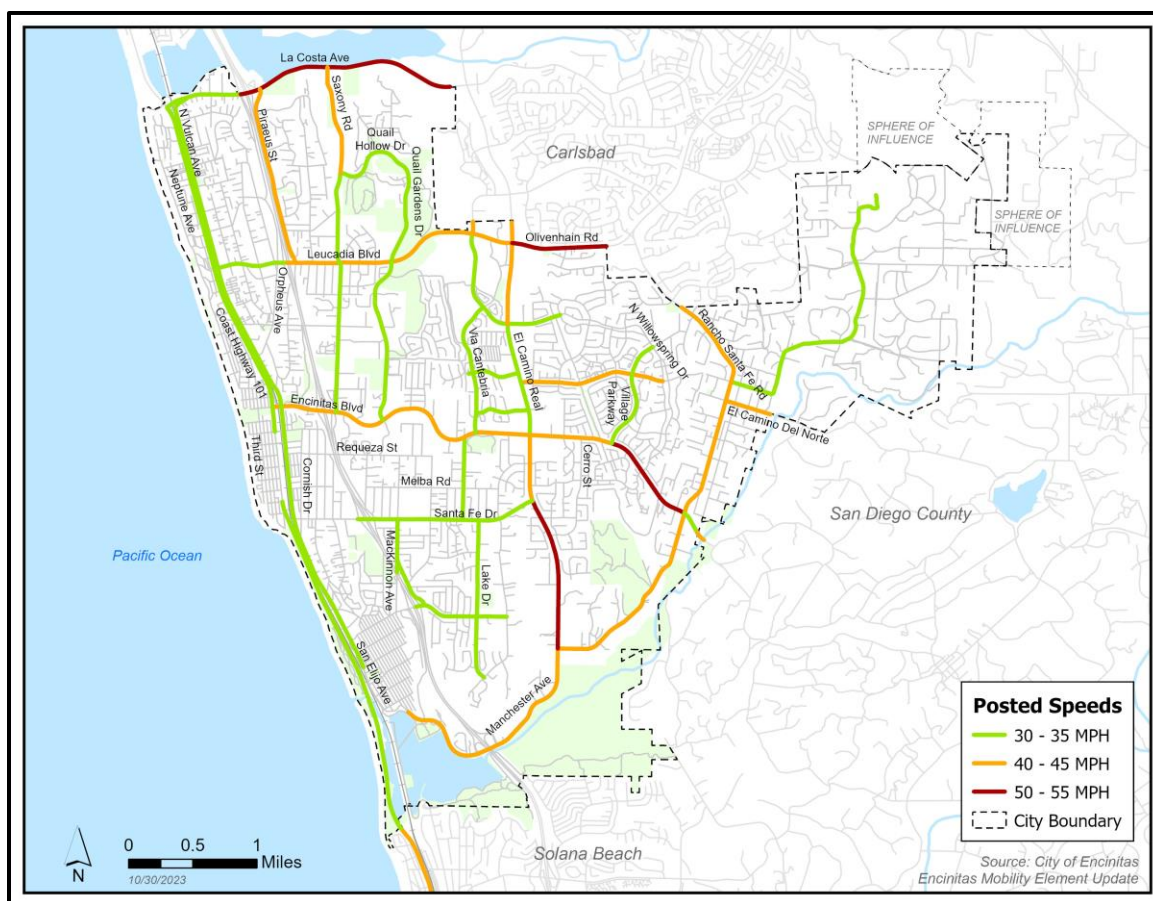 La Costa Ave
N Vulcan Ave
Neptune Ave
Piraeus St
Saxony Rd
Quail
Hollow Dr
Quail Gardens Dr
Carlsbad
SPHERE OF
INFLUENCE
SPHERE OF
INFLUENCE
Leucadia Blvd
Olivenhain Rd
Orpheus Ave
Coast Highway 101
Via Cantebria
El Camino Real
N Willowspring Dr
Village
Parkway
Rancho Santa Fe Rd
El Camino Del Norte
Encinitas Blvd
Requeza St
Third St
Cornish Dr
Melba Rd
Cerro St
Santa Fe Dr
MacKinnon Ave
Lake Dr
San Elijo Ave
Manchester Ave
San Diego County
Pacific Ocean
Solana Beach
Posted Speeds
30 - 35 MPH
40 - 45 MPH
50 - 55 MPH
City Boundary
N
0 0.5 1
Miles
10/30/2023
Source: City of Encinitas
Encinitas Mobility Element Update